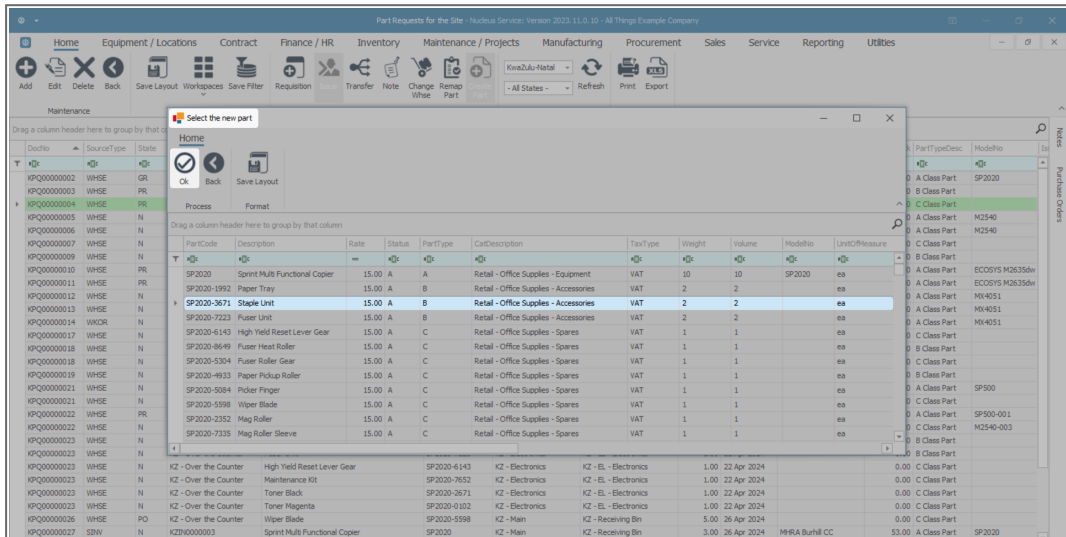 Part Requests for the Site - Nucleus Service: Version 2023.11.0.10 - All Things Example Company
Home Equipment / Locations Contract Finance / HR Inventory Maintenance / Projects Manufacturing Procurement Sales Service Reporting Utilities
KwaZulu-Natal
- All States -
Add Edit Delete Back Save Layout Workspaces Save Filter Requisition Transfer Note Change Whse Remap Part Refresh Print Export
Maintenance
Select the new part
Home
Ok Back Save Layout
Process Format
Drag a column header here to group by that column
PartCode Description Rate Status PartType CatDescription TaxType Weight Volume ModelNo UnitOfMeasure
SP2020 Sprint Multi Functional Copier 15.00 A A Retail - Office Supplies - Equipment VAT 10 10 SP2020 ea
SP2020-1992 Paper Tray 15.00 A B Retail - Office Supplies - Accessories VAT 2 2 ea
SP2020-3671 Staple Unit 15.00 A B Retail - Office Supplies - Accessories VAT 2 2 ea
SP2020-7223 Fuser Unit 15.00 A B Retail - Office Supplies - Accessories VAT 2 2 ea
SP2020-6143 High Yield Reset Lever Gear 15.00 A C Retail - Office Supplies - Spares VAT 1 1 ea
SP2020-8649 Fuser Heat Roller 15.00 A C Retail - Office Supplies - Spares VAT 1 1 ea
SP2020-5304 Fuser Roller Gear 15.00 A C Retail - Office Supplies - Spares VAT 1 1 ea
SP2020-4933 Paper Pickup Roller 15.00 A C Retail - Office Supplies - Spares VAT 1 1 ea
SP2020-5084 Picker Finger 15.00 A C Retail - Office Supplies - Spares VAT 1 1 ea
SP2020-5598 Wiper Blade 15.00 A C Retail - Office Supplies - Spares VAT 1 1 ea
SP2020-2352 Mag Roller 15.00 A C Retail - Office Supplies - Spares VAT 1 1 ea
SP2020-7335 Mag Roller Sleeve 15.00 A C Retail - Office Supplies - Spares VAT 1 1 ea
Drag a column header here to group by that
DocNo SourceType State PartTypeDesc ModelNo
KPQ00000002 WHSE GR A Class Part SP2020
KPQ00000003 WHSE PR B Class Part
KPQ00000004 WHSE PR C Class Part
KPQ00000005 WHSE N A Class Part M2540
KPQ00000006 WHSE N A Class Part M2540
KPQ00000007 WHSE N C Class Part
KPQ00000009 WHSE N B Class Part
KPQ00000010 WHSE PR A Class Part ECOSYS M2635dw
KPQ00000011 WHSE PR A Class Part ECOSYS M2635dw
KPQ00000012 WHSE N A Class Part MX4051
KPQ00000013 WHSE N A Class Part MX4051
KPQ00000014 WKOR N A Class Part MX4051
KPQ00000017 WHSE N C Class Part
KPQ00000018 WHSE N B Class Part
KPQ00000018 WHSE N C Class Part
KPQ00000019 WHSE N B Class Part
KPQ00000021 WHSE N A Class Part SP500
KPQ00000021 WHSE N C Class Part
KPQ00000022 WHSE PR A Class Part SP500-001
KPQ00000022 WHSE N C Class Part M2540-003
KPQ00000023 WHSE N B Class Part
KPQ00000023 WHSE N B Class Part
KPQ00000023 WHSE N KZ - Over the Counter High Yield Reset Lever Gear SP2020-6143 KZ - Electronics KZ - EL - Electronics 1.00 22 Apr 2024 0.00 C Class Part
KPQ00000023 WHSE N KZ - Over the Counter Maintenance Kit SP2020-7652 KZ - Electronics KZ - EL - Electronics 1.00 22 Apr 2024 0.00 C Class Part
KPQ00000023 WHSE N KZ - Over the Counter Toner Black SP2020-2671 KZ - Electronics KZ - EL - Electronics 1.00 22 Apr 2024 0.00 C Class Part
KPQ00000023 WHSE N KZ - Over the Counter Toner Magenta SP2020-0102 KZ - Electronics KZ - EL - Electronics 1.00 22 Apr 2024 0.00 C Class Part
KPQ00000026 WHSE PO KZ - Over the Counter Wiper Blade SP2020-5598 KZ - Main KZ - Receiving Bin 5.00 26 Apr 2024 0.00 C Class Part
KPQ00000027 SINV N KZIN0000003 Sprint Multi Functional Copier SP2020 KZ - Main KZ - Receiving Bin 3.00 26 Apr 2024 MHRA Burhill CC 53.00 A Class Part SP2020
Notes
Purchase Orders